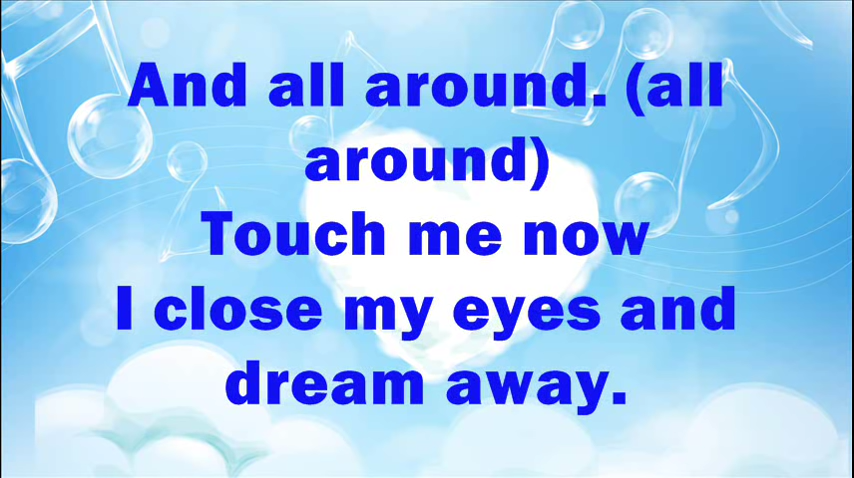 And all around. (all
around)
Touch me now
I close my eyes and
dream away.